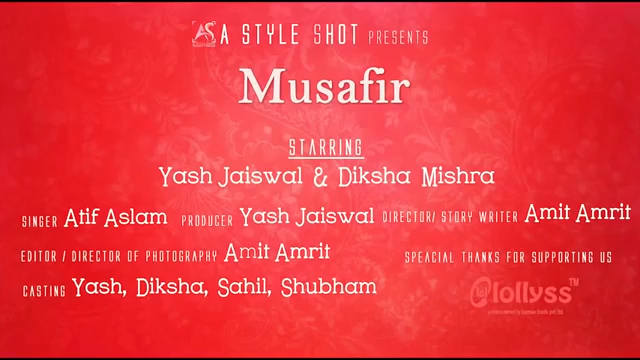 A STYLE SHOT PRESENTS
Musafir
STARRING
Yash Jaiswal & Diksha Mishra
SINGER Atif Aslam PRODUCER Yash Jaiswal DIRECTOR/ STORY WRITER Amit Amrit
EDITOR / DIRECTOR OF PHOTOGRAPHY Amit Amrit
SPEACIAL THANKS FOR SUPPORTING US
CASTING Yash, Diksha, Sahil, Shubham
lollyss TM